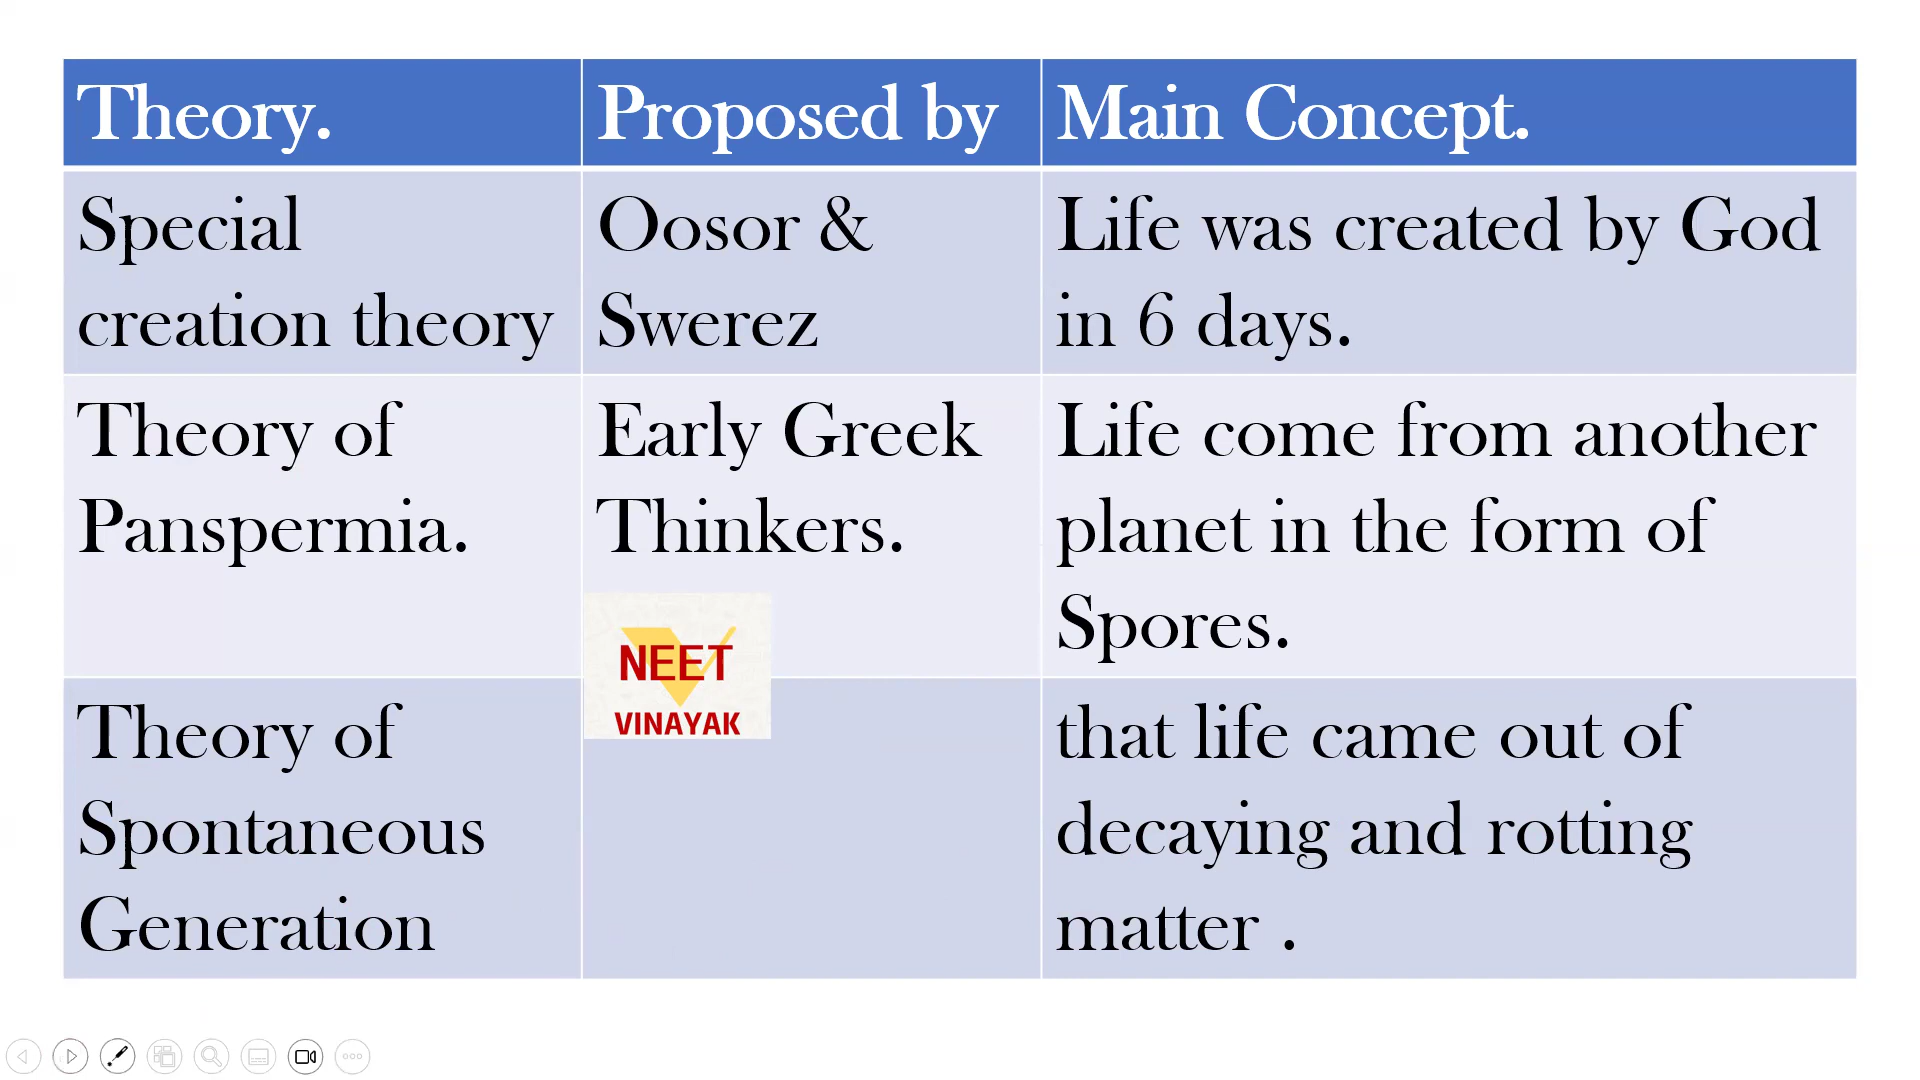 Theory.
Proposed by
Main Concept.
Special
creation theory
Oosor &
Swerez
Life was created by God
in 6 days.
Theory of
Panspermia.
Early Greek
Thinkers.
Life come from another
planet in the form of
Spores.
NEET
VINAYAK
Theory of
Spontaneous
Generation
that life came out of
decaying and rotting
matter .